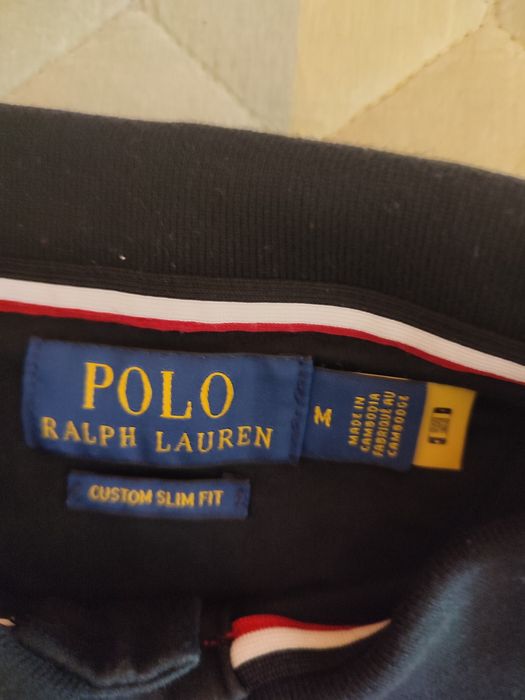 POLO
RALPH LAUREN
M
MADE IN
CAMBODIA
FABRIQUÉ AU
CAMBODGE
CUSTOM SLIM FIT